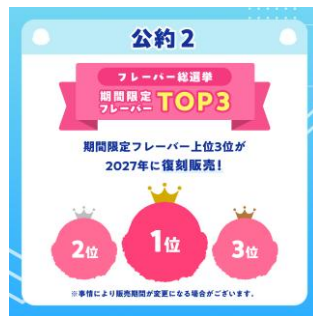 公約2
フレーバー総選挙
期間限定
フレーバー TOP3
期間限定フレーバー上位3位が
2027年に復刻販売!
2位
1位
3位
※事情により販売期間が変更になる場合がございます。